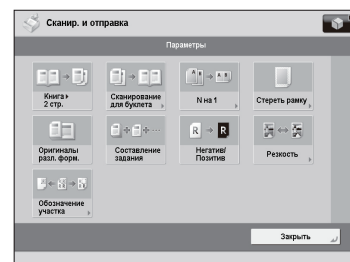 Сканир. и отправка
Параметры
Книга▸
2 стр.
Сканирование
для буклета
N на 1
Стереть рамку
Оригиналы
разл. форм.
Составление
задания
Негатив/
Позитив
Резкость
Обозначение
участка
Закрыть